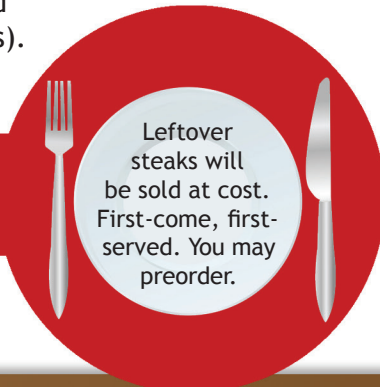 s).
Leftover
steaks will
be sold at cost.
First-come, first-
served. You may
preorder.